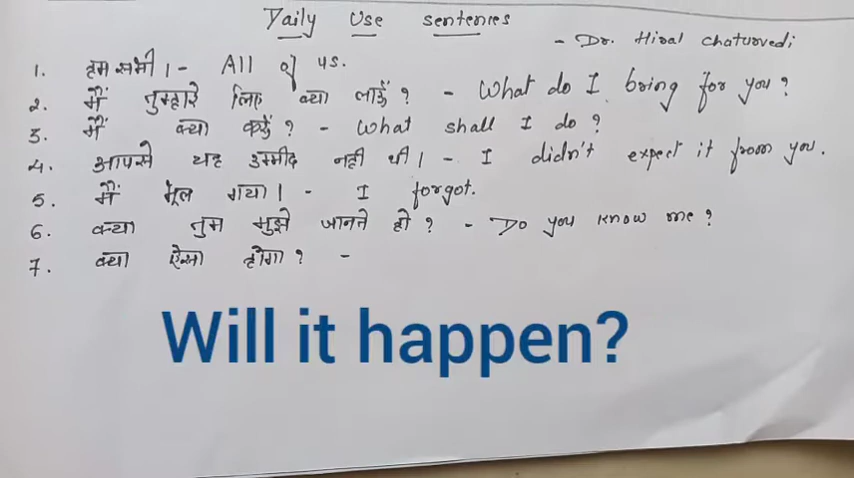 Daily Use sentences
- Dr. Hiral Chaturvedi
1. हम सभी। - All of us.
2. मैं तुम्हारे लिए क्या लाऊँ? - What do I bring for you?
3. मैं क्या करूँ? - What shall I do?
4. आपसे यह उम्मीद नहीं थी। - I didn't expect it from you.
5. मैं भूल गया। - I forgot.
6. क्या तुम मुझे जानते हो? - Do you know me?
7. क्या ऐसा होगा? -
Will it happen?